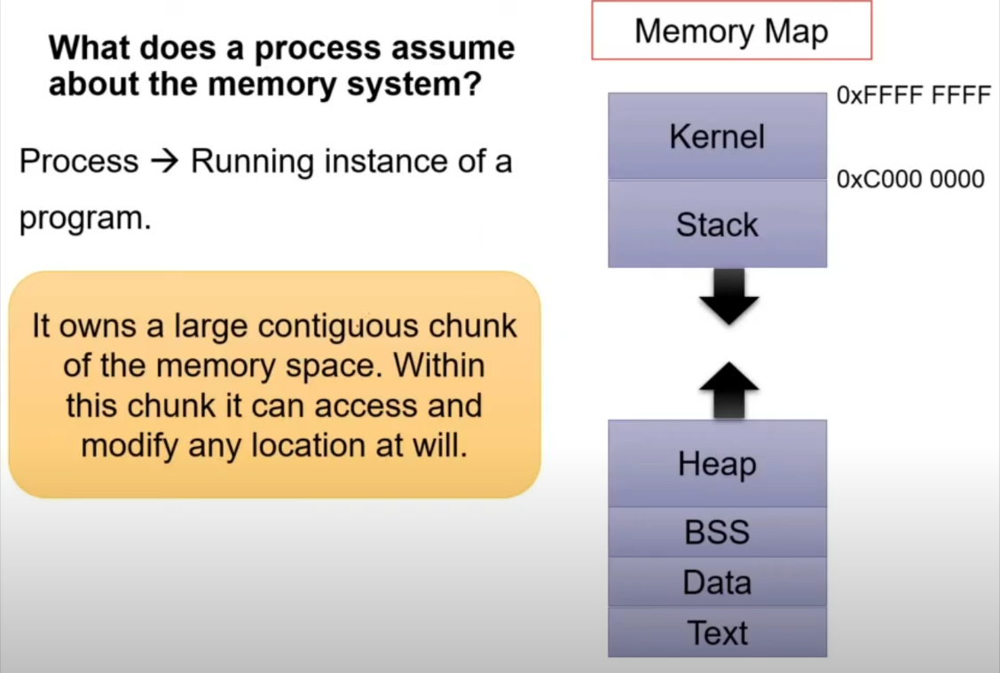 What does a process assume
about the memory system?
Process → Running instance of a
program.
It owns a large contiguous chunk
of the memory space. Within
this chunk it can access and
modify any location at will.
Memory Map
0xFFFF FFFF
Kernel
0xC000 0000
Stack
Heap
BSS
Data
Text